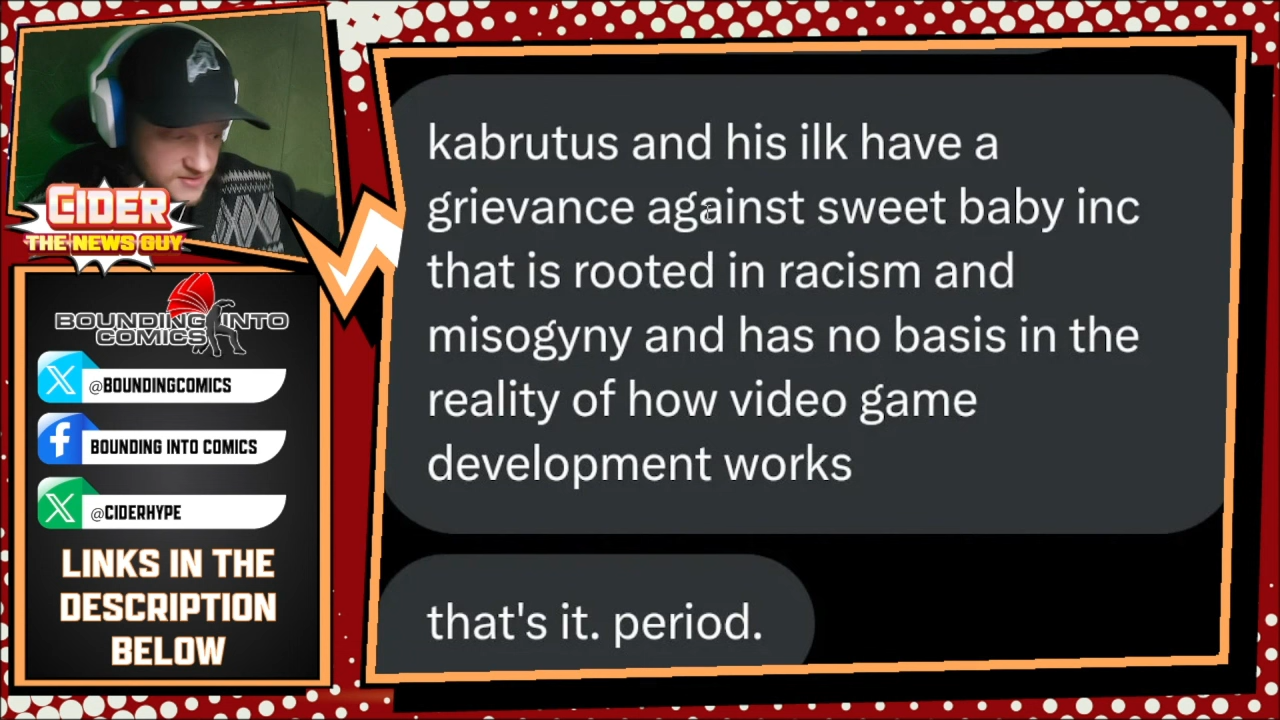 CIDER
THE NEWS GUY
BOUNDING INTO
COMICS
@BOUNDINGCOMICS
BOUNDING INTO COMICS
@CIDERHYPE
LINKS IN THE
DESCRIPTION
BELOW
kabrutus and his ilk have a
grievance against sweet baby inc
that is rooted in racism and
misogyny and has no basis in the
reality of how video game
development works
that's it. period.